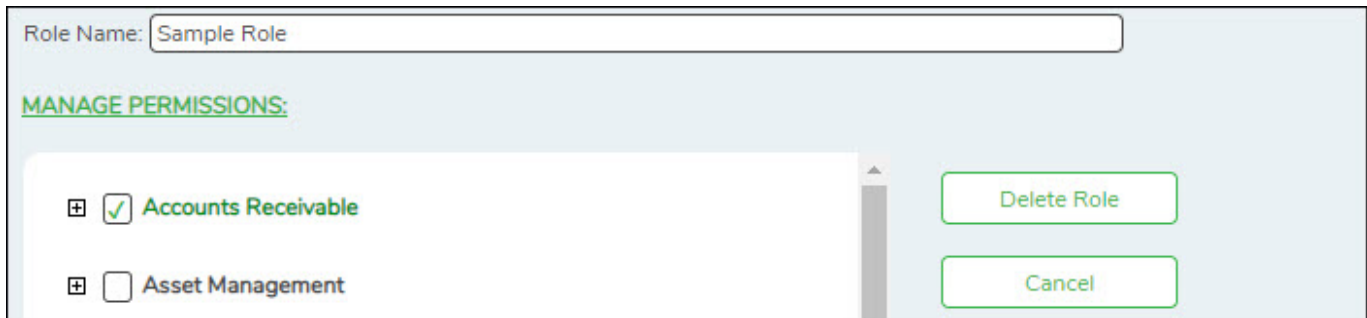 Role Name: Sample Role
MANAGE PERMISSIONS:
Accounts Receivable
Delete Role
Asset Management
Cancel